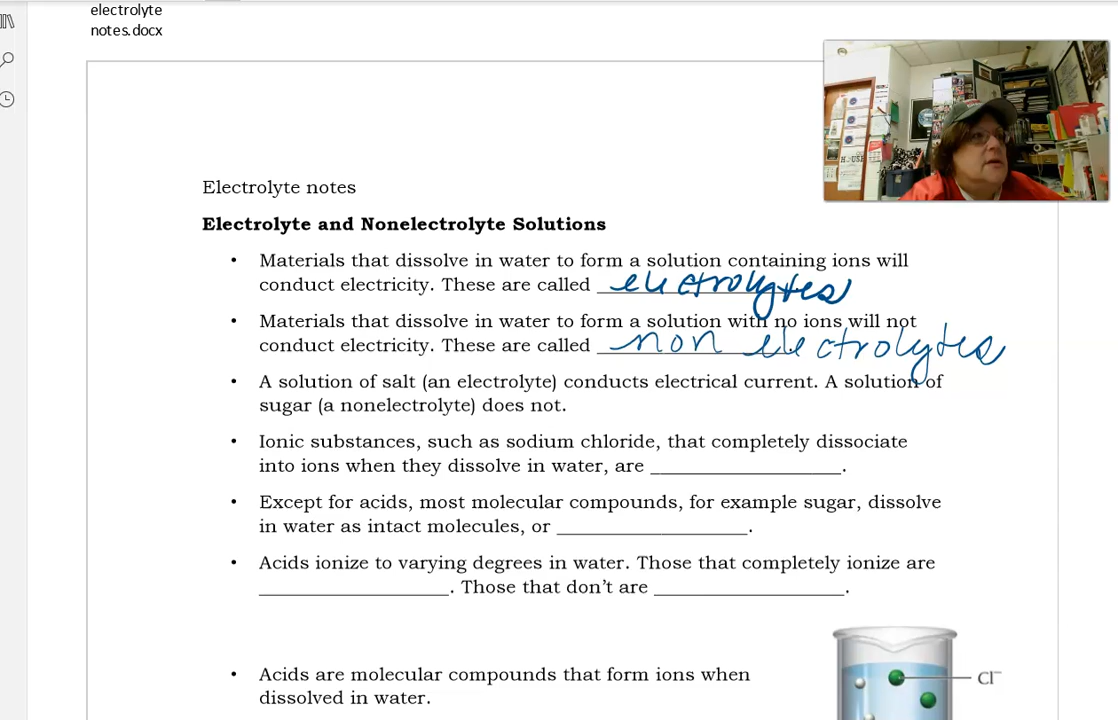 electrolyte
notes.docx
HOUSE
Electrolyte notes
Electrolyte and Nonelectrolyte Solutions
• Materials that dissolve in water to form a solution containing ions will
conduct electricity. These are called electrolytes
• Materials that dissolve in water to form a solution with no ions will not
conduct electricity. These are called non electrolytes
• A solution of salt (an electrolyte) conducts electrical current. A solution of
sugar (a nonelectrolyte) does not.
• Ionic substances, such as sodium chloride, that completely dissociate
into ions when they dissolve in water, are ____________________.
• Except for acids, most molecular compounds, for example sugar, dissolve
in water as intact molecules, or ____________________.
• Acids ionize to varying degrees in water. Those that completely ionize are
____________________. Those that don’t are ____________________.
• Acids are molecular compounds that form ions when
dissolved in water.
Cl⁻